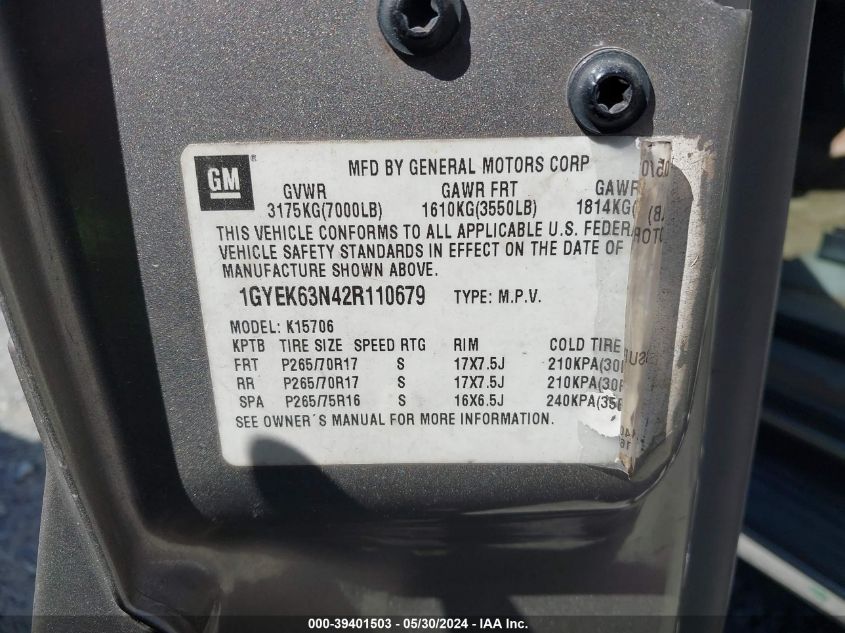 GM MFD BY GENERAL MOTORS CORP
GVWR GAWR FRT GAWR
3175KG(7000LB) 1610KG(3550LB) 1814KG(
THIS VEHICLE CONFORMS TO ALL APPLICABLE U.S. FEDERA
VEHICLE SAFETY STANDARDS IN EFFECT ON THE DATE OF
MANUFACTURE SHOWN ABOVE.
1GYEK63N42R110679 TYPE: M.P.V.
MODEL: K15706
KPTB TIRE SIZE SPEED RTG RIM COLD TIRE
FRT P265/70R17 S 17X7.5J 210KPA(30
RR P265/70R17 S 17X7.5J 210KPA(30
SPA P265/75R16 S 16X6.5J 240KPA(35
SEE OWNER'S MANUAL FOR MORE INFORMATION.
000-39401503 - 05/30/2024 - IAA Inc.